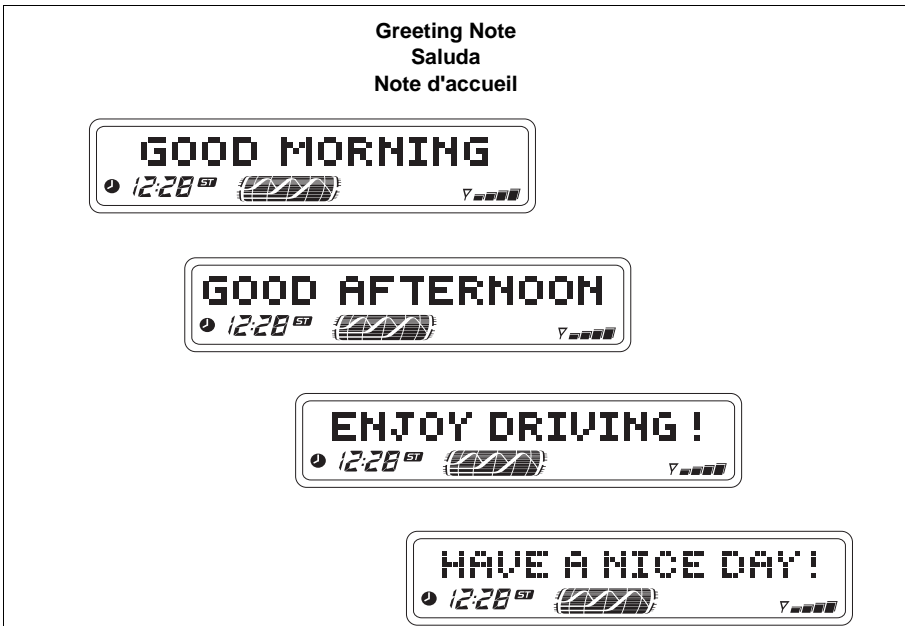 Greeting Note
Saluda
Note d'accueil
GOOD MORNING
12:28 ST
GOOD AFTERNOON
12:28 ST
ENJOY DRIVING!
12:28 ST
HAVE A NICE DAY!
12:28 ST